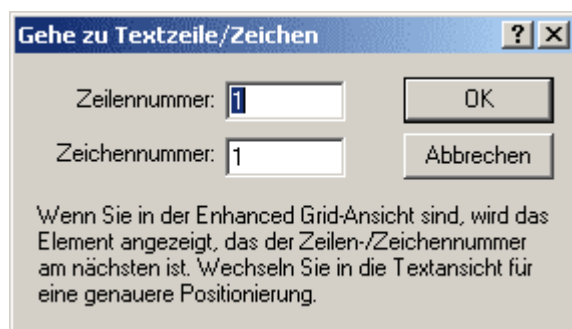 Gehe zu Textzeile/Zeichen
Zeilennummer: 1 OK
Zeichennummer: 1 Abbrechen
Wenn Sie in der Enhanced Grid-Ansicht sind, wird das
Element angezeigt, das der Zeilen-/Zeichennummer
am nächsten ist. Wechseln Sie in die Textansicht für
eine genauere Positionierung.